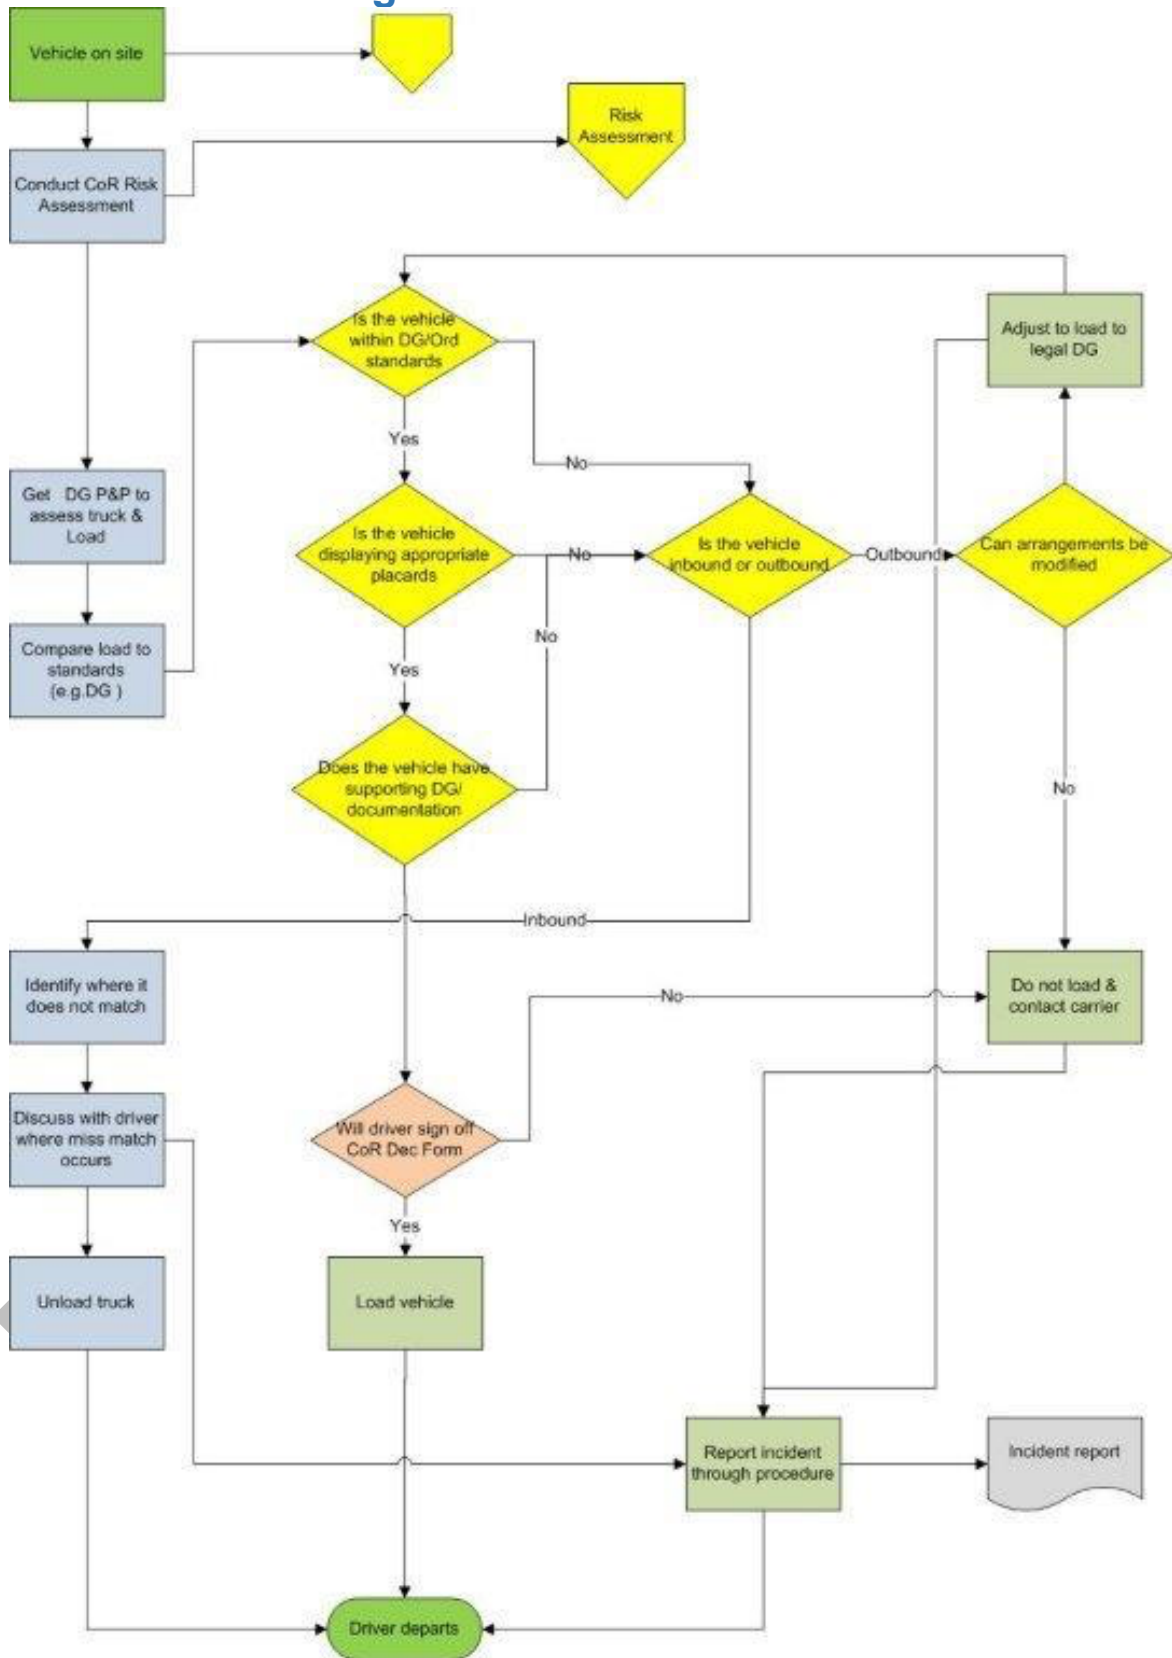 Vehicle on site
Risk
Assessment
Conduct CoR Risk
Assessment
Is the vehicle
within DG/Ord
standards
Adjust to load to
legal DG
Yes
No
Get DG P&P to
assess truck &
Load
Is the vehicle
displaying appropriate
placards
No
Is the vehicle
inbound or outbound
Outbound
Can arrangements be
modified
No
Compare load to
standards
(e.g.DG )
Yes
Does the vehicle have
supporting DG/
documentation
No
Inbound
Identify where it
does not match
No
Do not load &
contact carrier
Discuss with driver
where miss match
occurs
Will driver sign off
CoR Dec Form
Yes
Unload truck
Load vehicle
Report incident
through procedure
Incident report
Driver departs